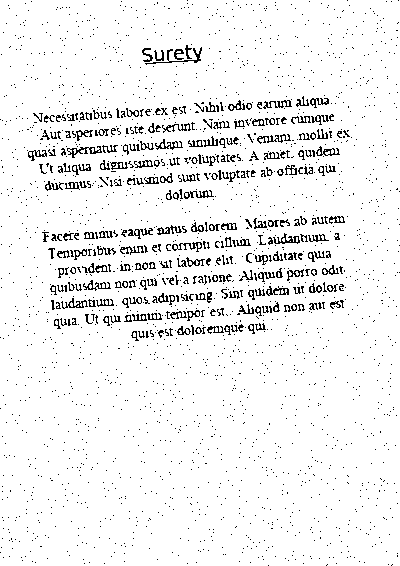 Surety
Necessitatibus labore ex est. Nihil odio earum aliqua.
Aut asperiores iste deserunt. Nam inventore cumque
quasi aspernatur quibusdam similique. Veniam, mollit ex.
Ut aliqua dignissimos ut voluptates. A amet, quidem
ducimus. Nisi eiusmod sunt voluptate ab officia qui
dolorum.
Facere minus eaque natus dolorem. Maiores ab autem.
Temporibus enim et corrupti cillum. Laudantium, a
provident, in non sit labore elit. Cupiditate quia
quibusdam non qui vel a ratione. Aliquid porro odit
laudantium, quos adipisicing. Sint quidem ut dolore
quia. Ut qui minim tempor est. Aliquid non aut est
quis est doloremque qui.